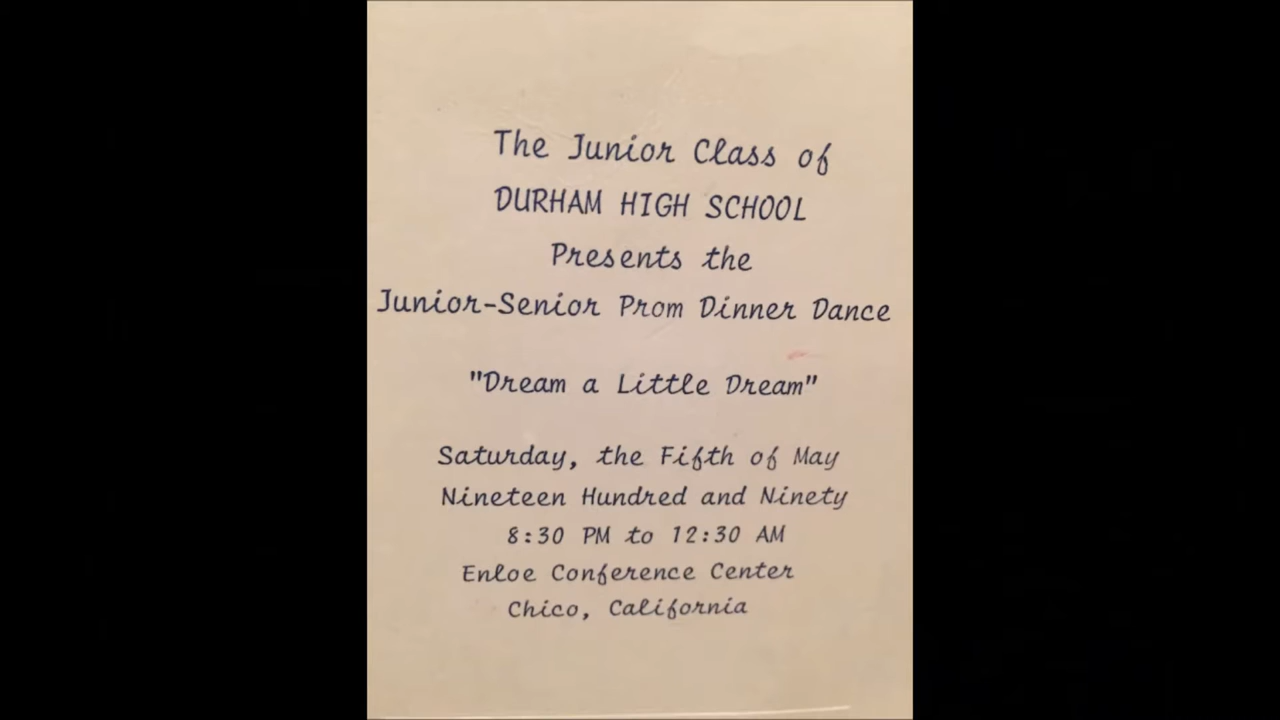 The Junior Class of
DURHAM HIGH SCHOOL
Presents the
Junior-Senior Prom Dinner Dance
"Dream a Little Dream"
Saturday, the Fifth of May
Nineteen Hundred and Ninety
8:30 PM to 12:30 AM
Enloe Conference Center
Chico, California